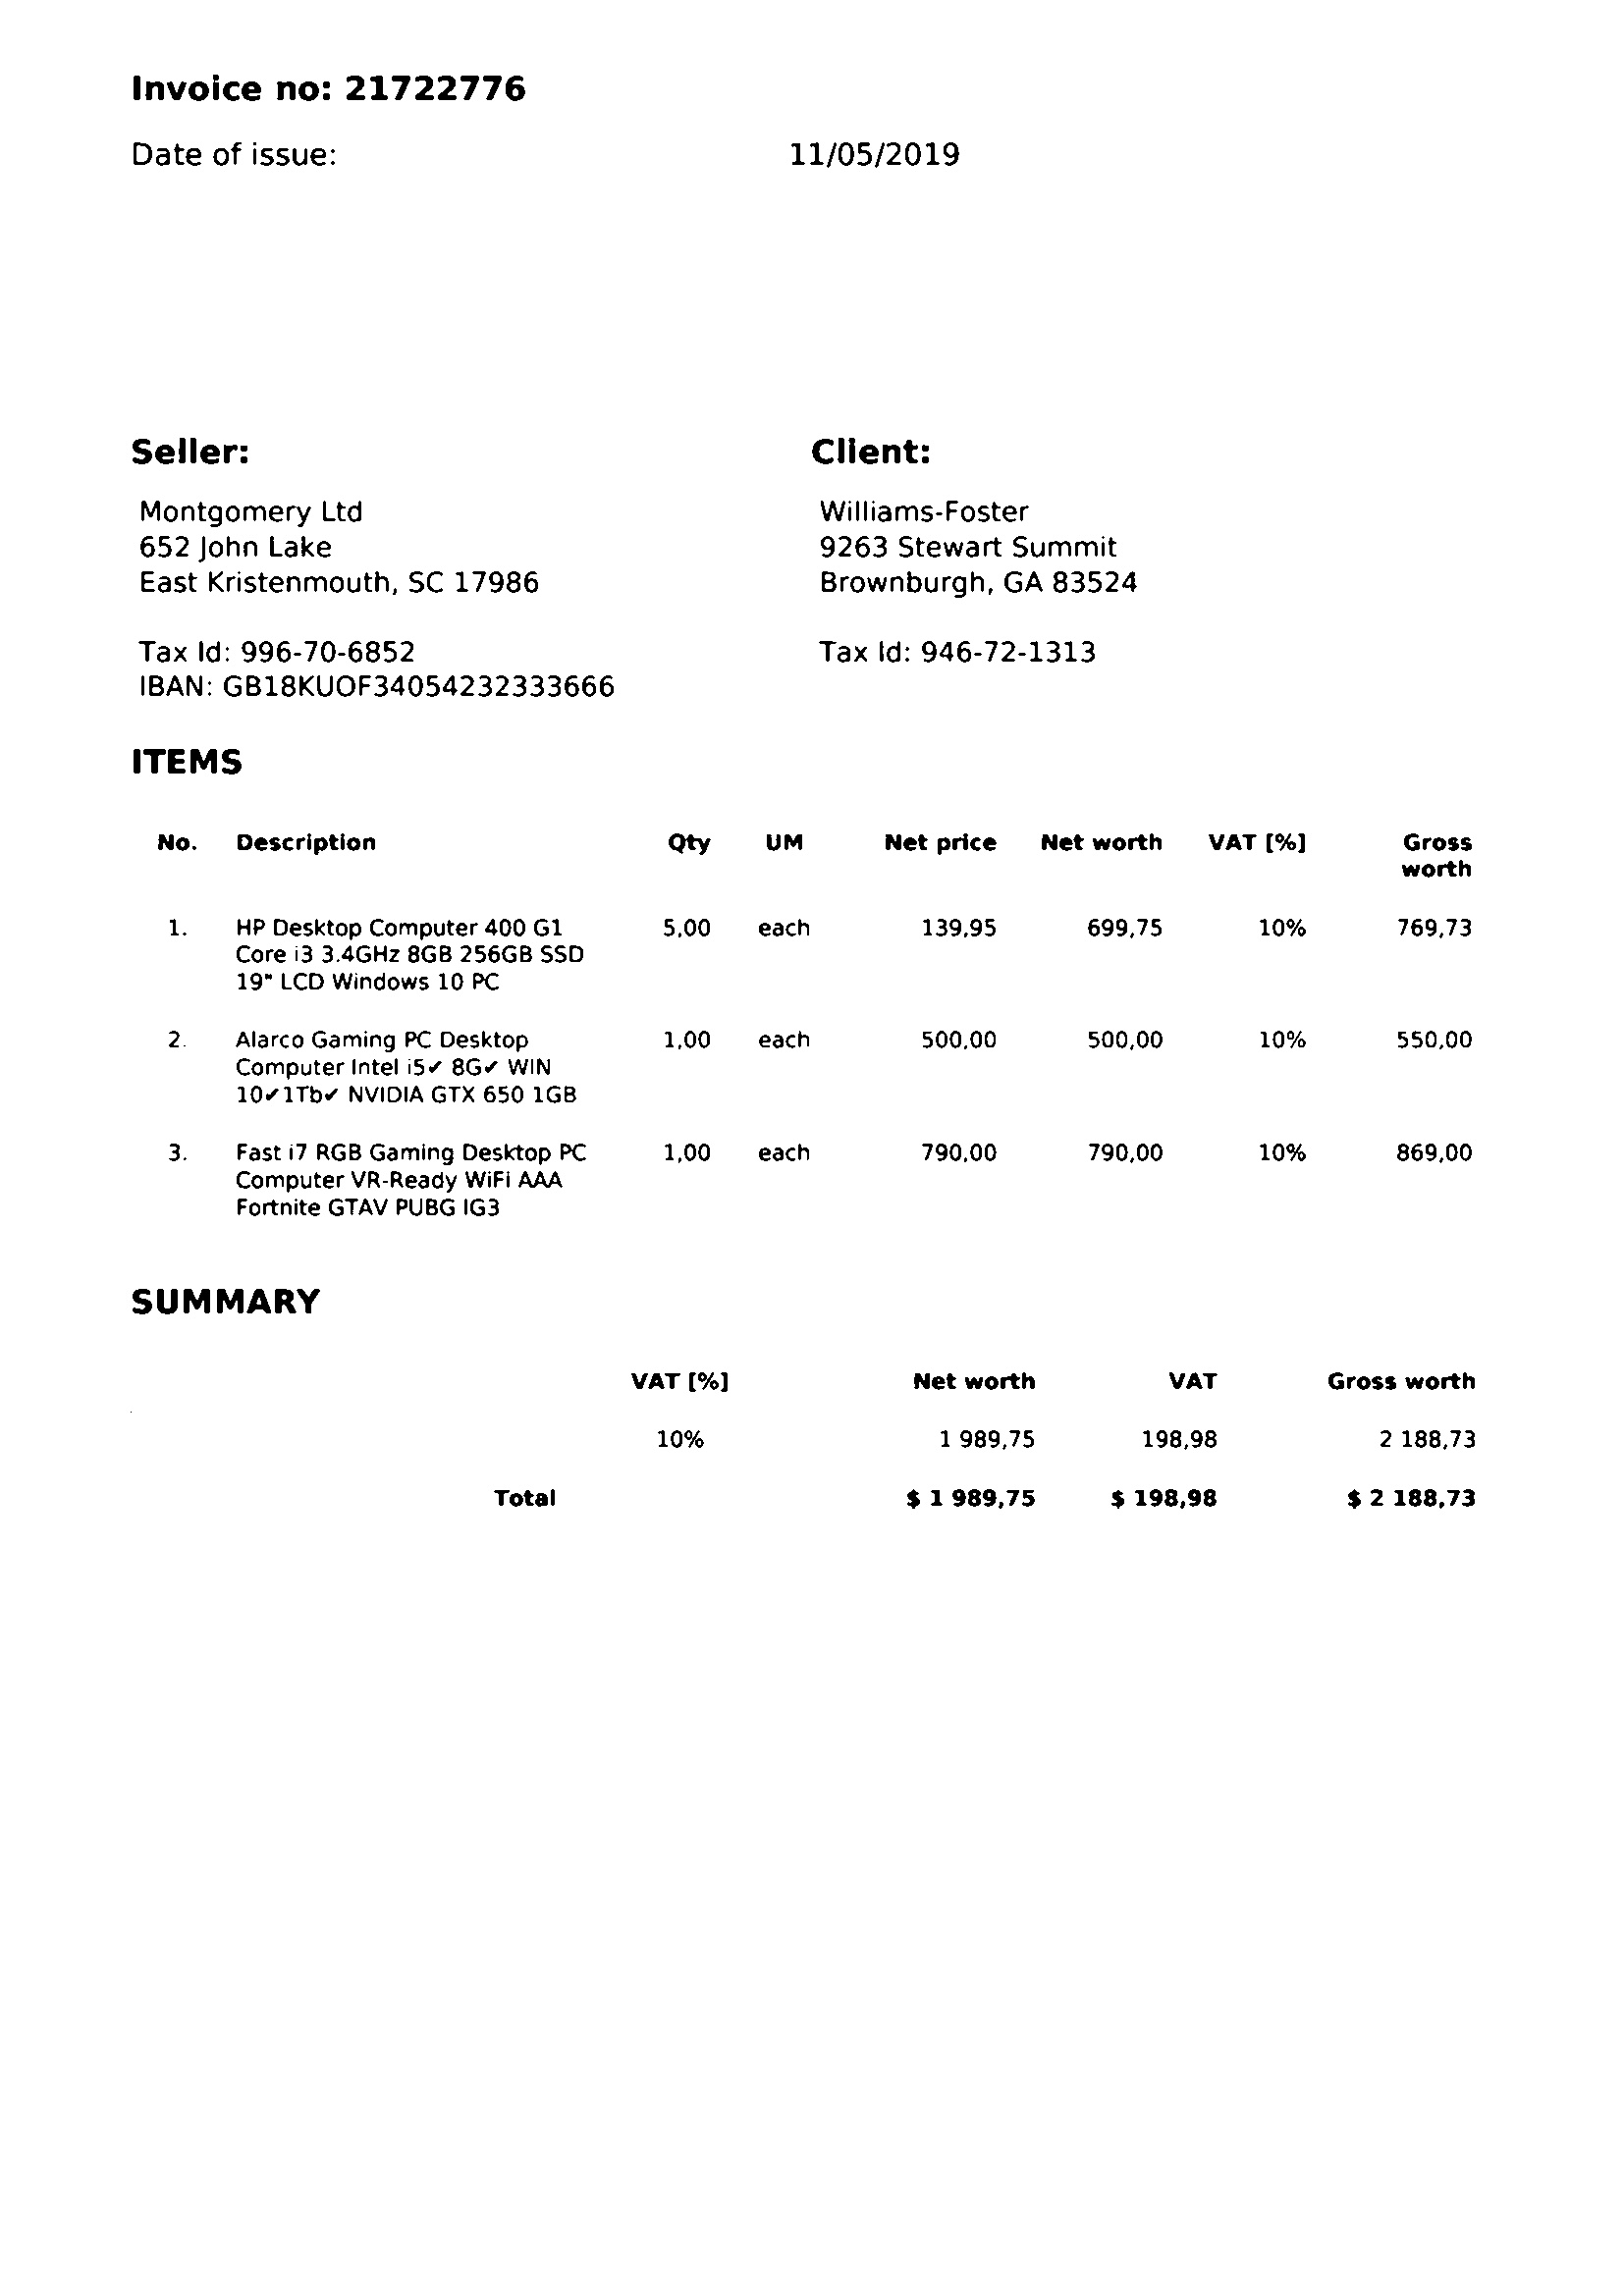 Invoice no: 21722776
Date of issue: 11/05/2019
Seller:
Montgomery Ltd
652 John Lake
East Kristenmouth, SC 17986
Tax Id: 996-70-6852
IBAN: GB18KUOF34054232333666
Client:
Williams-Foster
9263 Stewart Summit
Brownburgh, GA 83524
Tax Id: 946-72-1313
ITEMS
No. Description Qty UM Net price Net worth VAT [%] Gross
worth
1. HP Desktop Computer 400 G1 5,00 each 139,95 699,75 10% 769,73
Core i3 3.4GHz 8GB 256GB SSD
19" LCD Windows 10 PC
2. Alarco Gaming PC Desktop 1,00 each 500,00 500,00 10% 550,00
Computer Intel i5✔ 8G✔ WIN
10✔1Tb✔ NVIDIA GTX 650 1GB
3. Fast i7 RGB Gaming Desktop PC 1,00 each 790,00 790,00 10% 869,00
Computer VR-Ready WiFi AAA
Fortnite GTAV PUBG IG3
SUMMARY
VAT [%] Net worth VAT Gross worth
10% 1 989,75 198,98 2 188,73
Total $ 1 989,75 $ 198,98 $ 2 188,73